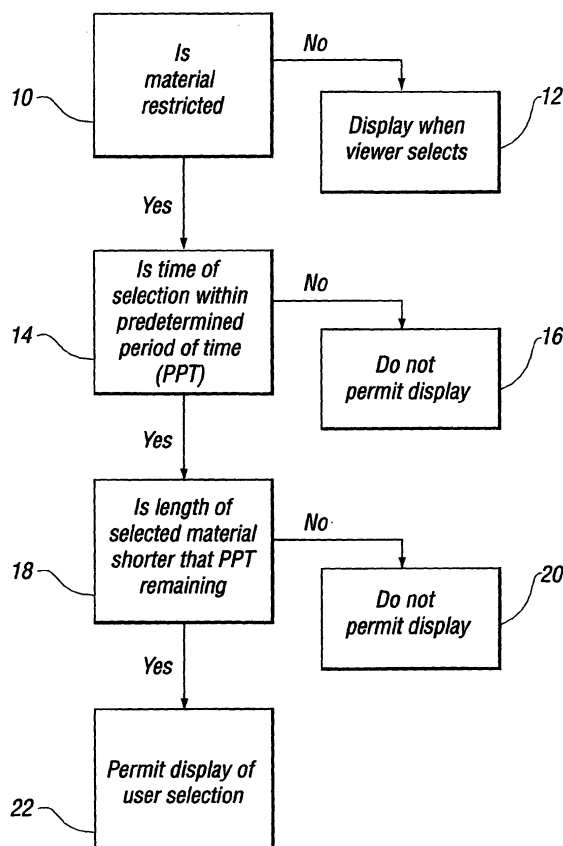 Is
material
restricted
10
No
Display when
viewer selects
12
Yes
Is time of
selection within
predetermined
period of time
(PPT)
14
No
Do not
permit display
16
Yes
Is length of
selected material
shorter that PPT
remaining
18
No
Do not
permit display
20
Yes
Permit display of
user selection
22